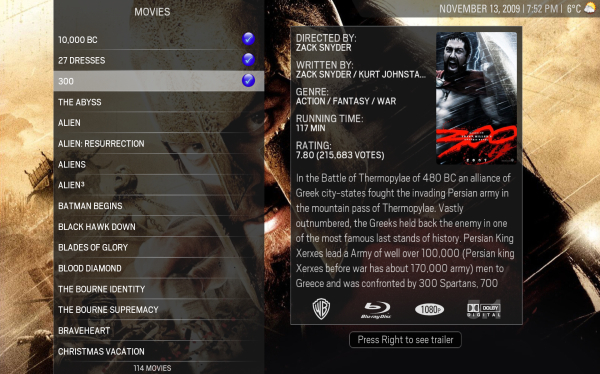 MOVIES
NOVEMBER 13, 2009 | 7:52 PM | 6°C
10,000 BC
27 DRESSES
300
THE ABYSS
ALIEN
ALIEN: RESURRECTION
ALIENS
ALIEN³
BATMAN BEGINS
BLACK HAWK DOWN
BLADES OF GLORY
BLOOD DIAMOND
THE BOURNE IDENTITY
THE BOURNE SUPREMACY
BRAVEHEART
CHRISTMAS VACATION
114 MOVIES
DIRECTED BY:
ZACK SNYDER
WRITTEN BY:
ZACK SNYDER / KURT JOHNSTA...
GENRE:
ACTION / FANTASY / WAR
RUNNING TIME:
117 MIN
RATING:
7.80 (215,683 VOTES)
300
2007
In the Battle of Thermopylae of 480 BC an alliance of
Greek city-states fought the invading Persian army in
the mountain pass of Thermopylae. Vastly
outnumbered, the Greeks held back the enemy in one
of the most famous last stands of history. Persian King
Xerxes lead a Army of well over 100,000 (Persian king
Xerxes before war has about 170,000 army) men to
Greece and was confronted by 300 Spartans, 700
WB
Blu-ray Disc
1080p
DOLBY
DIGITAL
Press Right to see trailer